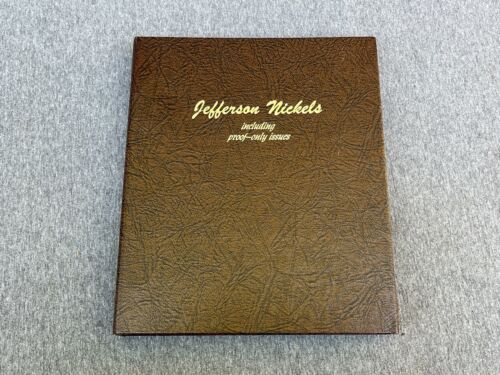 Jefferson Nickels
including
proof-only issues